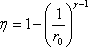 η = 1 − (1/r₀)^(γ−1)